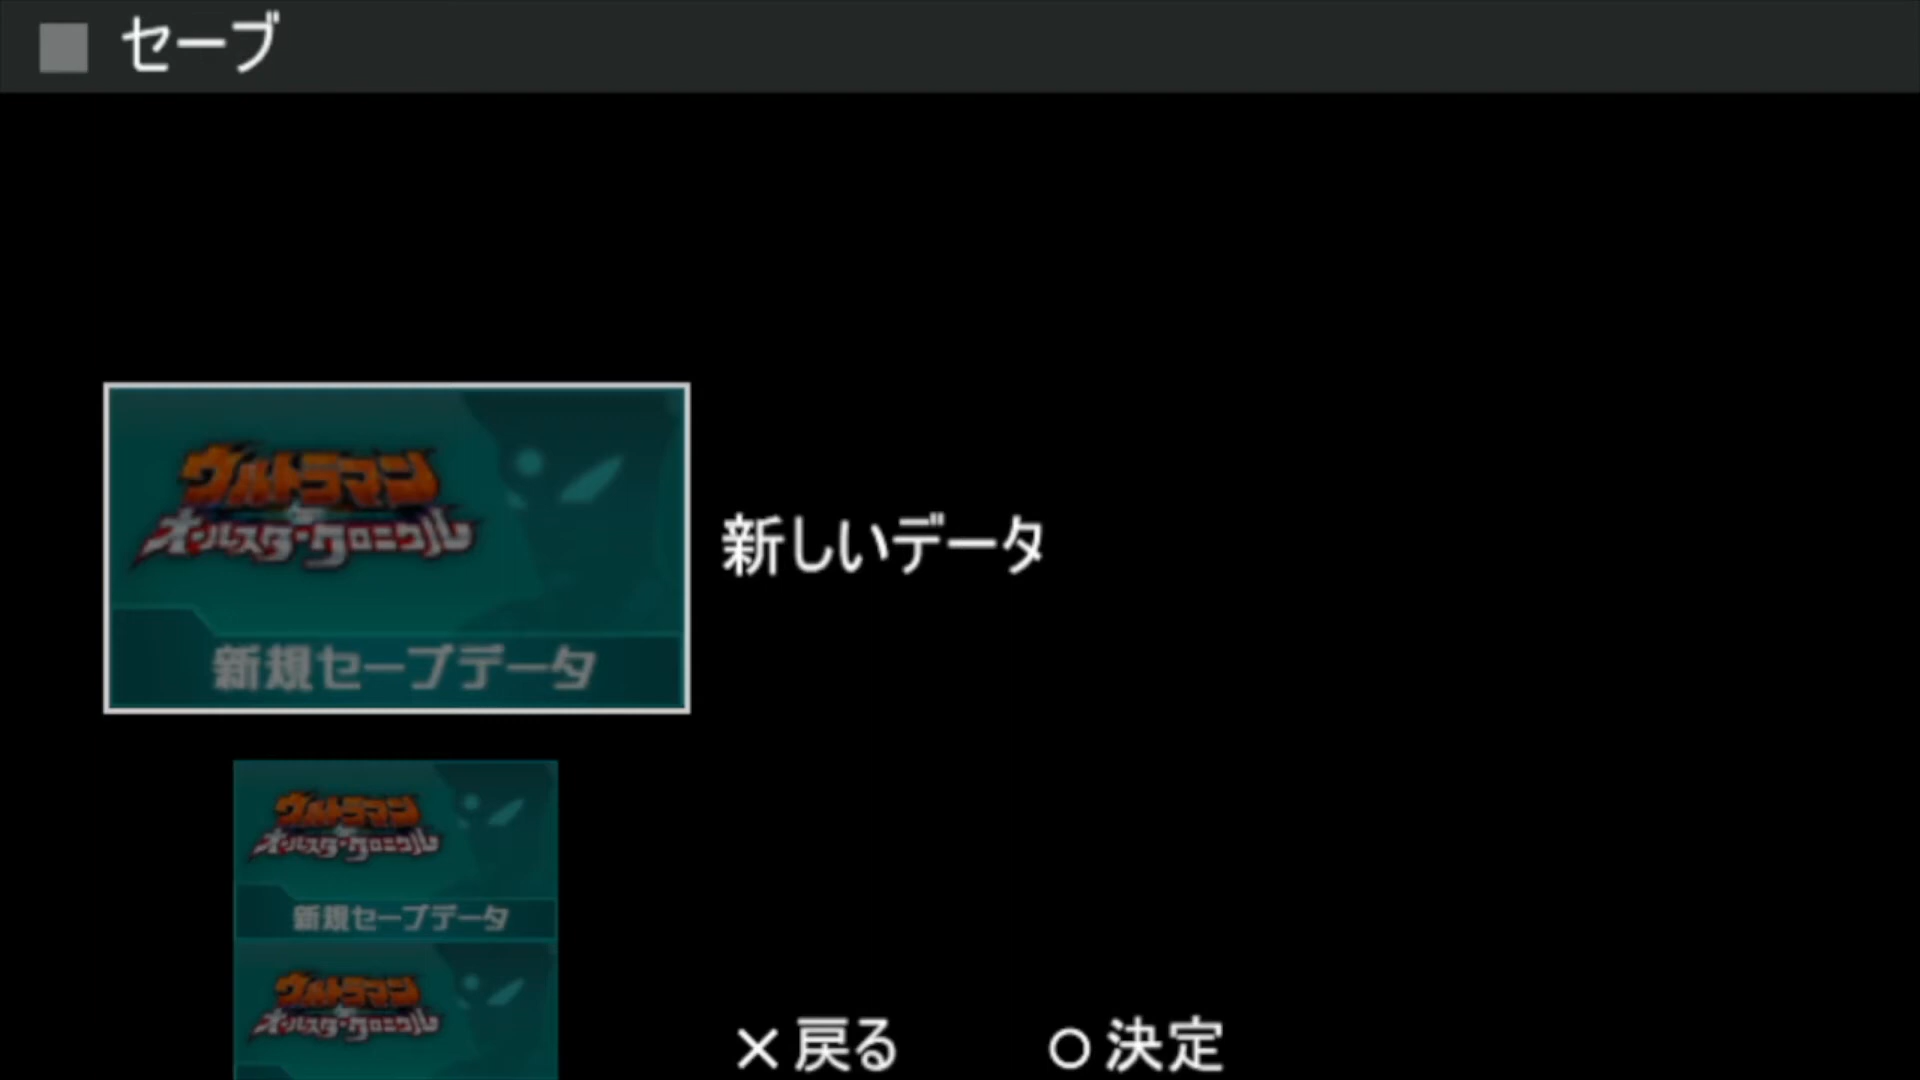 セーブ
ウルトラマン
オールスタークロニクル
新しいデータ
新規セーブデータ
ウルトラマン
オールスタークロニクル
新規セーブデータ
ウルトラマン
オールスタークロニクル
×戻る ○決定